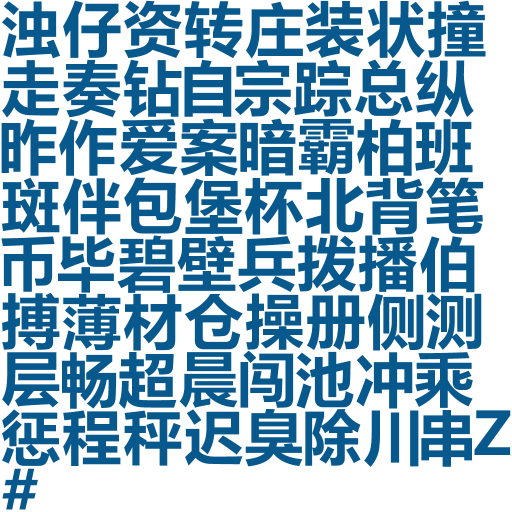 浊仔资转庄装状撞
走奏钻自宗踪总纵
昨作爱案暗霸柏班
斑伴包堡杯北背笔
币毕碧壁兵拨播伯
搏薄材仓操册侧测
层畅超晨闯池冲乘
惩程秤迟臭除川串Z
#